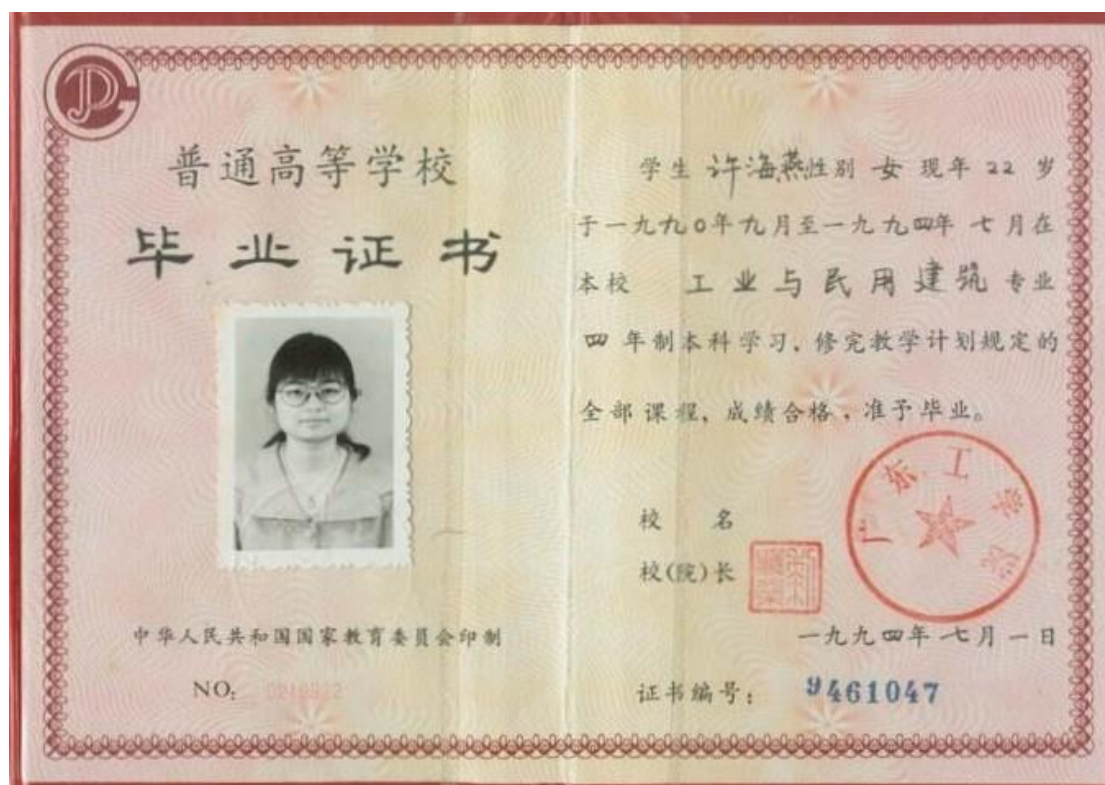 普通高等学校
毕业证书
中华人民共和国国家教育委员会印制
NO:
学生 许海燕 性别 女 现年 22 岁
于一九九0年九月至一九九四年 七 月在
本校 工业与民用建筑 专业
四 年制本科学习,修完教学计划规定的
全部课程,成绩合格,准予毕业。
广东工学院
校 名
校(院)长
一九九四年 七 月 一 日
证书编号: 9461047